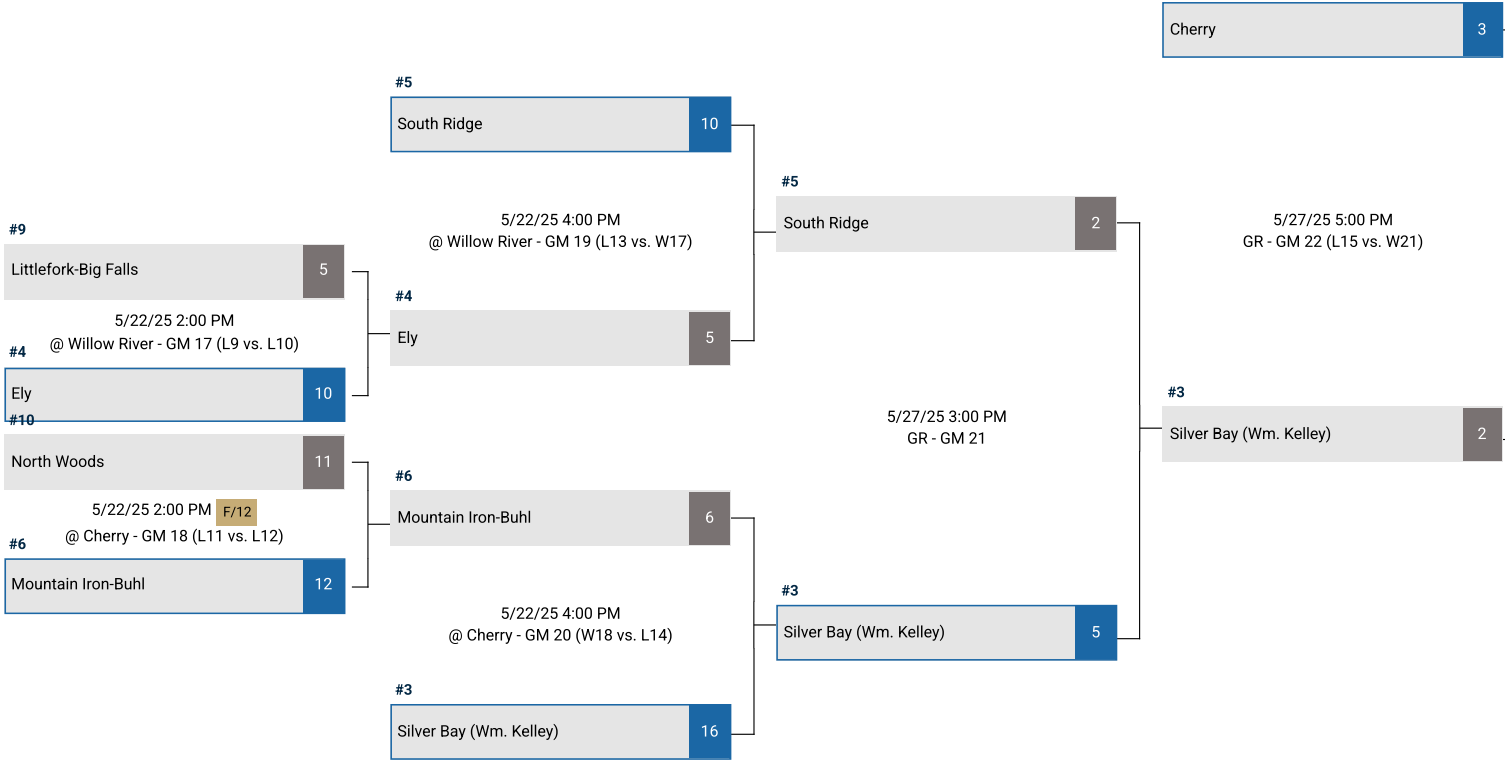 Cherry
3
#5
South Ridge
10
5/22/25 4:00 PM
@ Willow River - GM 19 (L13 vs. W17)
#4
Ely
5
#9
Littlefork-Big Falls
5
5/22/25 2:00 PM
@ Willow River - GM 17 (L9 vs. L10)
#4
Ely
10
#10
North Woods
11
5/22/25 2:00 PM F/12
@ Cherry - GM 18 (L11 vs. L12)
#6
Mountain Iron-Buhl
12
#6
Mountain Iron-Buhl
6
5/22/25 4:00 PM
@ Cherry - GM 20 (W18 vs. L14)
#3
Silver Bay (Wm. Kelley)
16
#5
South Ridge
2
5/27/25 3:00 PM
GR - GM 21
#3
Silver Bay (Wm. Kelley)
5
5/27/25 5:00 PM
GR - GM 22 (L15 vs. W21)
#3
Silver Bay (Wm. Kelley)
2